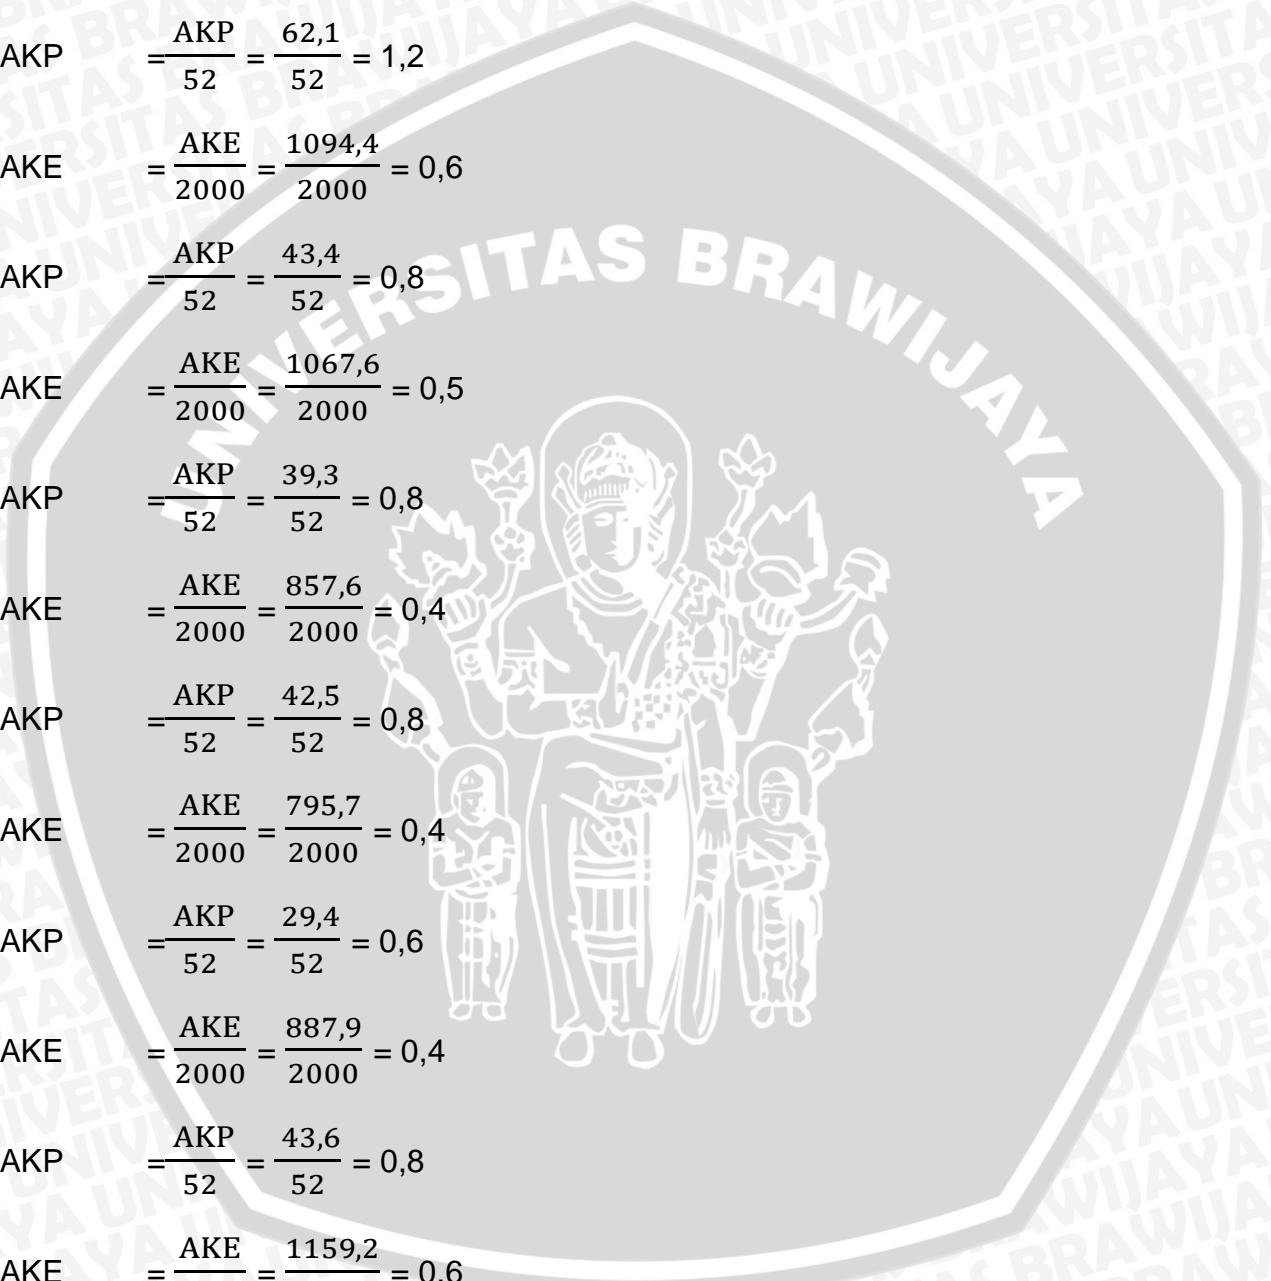 AKP = AKP/52 = 62,1/52 = 1,2
AKE = AKE/2000 = 1094,4/2000 = 0,6
AKP = AKP/52 = 43,4/52 = 0,8
AKE = AKE/2000 = 1067,6/2000 = 0,5
AKP = AKP/52 = 39,3/52 = 0,8
AKE = AKE/2000 = 857,6/2000 = 0,4
AKP = AKP/52 = 42,5/52 = 0,8
AKE = AKE/2000 = 795,7/2000 = 0,4
AKP = AKP/52 = 29,4/52 = 0,6
AKE = AKE/2000 = 887,9/2000 = 0,4
AKP = AKP/52 = 43,6/52 = 0,8
AKE = AKE = 1159,2 = 0,6
UNIVERSITAS BRAWIJAYA